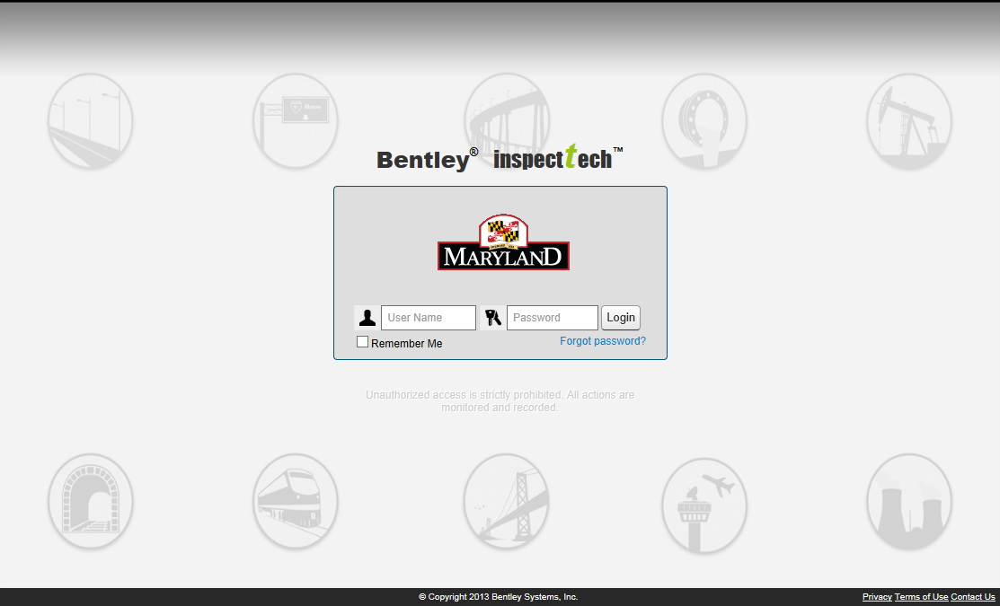 Bentley® inspecttech™
MARYLAND
User Name
Password
Login
Remember Me
Forgot password?
Unauthorized access is strictly prohibited. All actions are
monitored and recorded.
© Copyright 2013 Bentley Systems, Inc.
Privacy Terms of Use Contact Us